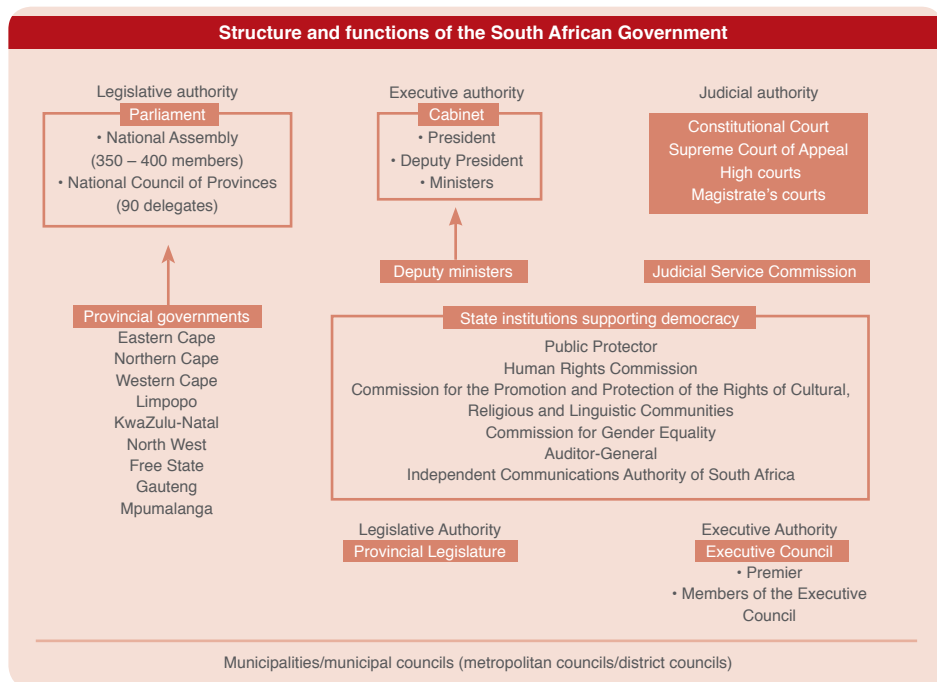 Structure and functions of the South African Government
Legislative authority
Parliament
• National Assembly
(350 – 400 members)
• National Council of Provinces
(90 delegates)
Executive authority
Cabinet
• President
• Deputy President
• Ministers
Deputy ministers
Judicial authority
Constitutional Court
Supreme Court of Appeal
High courts
Magistrate's courts
Judicial Service Commission
Provincial governments
Eastern Cape
Northern Cape
Western Cape
Limpopo
KwaZulu-Natal
North West
Free State
Gauteng
Mpumalanga
State institutions supporting democracy
Public Protector
Human Rights Commission
Commission for the Promotion and Protection of the Rights of Cultural,
Religious and Linguistic Communities
Commission for Gender Equality
Auditor-General
Independent Communications Authority of South Africa
Legislative Authority
Provincial Legislature
Executive Authority
Executive Council
• Premier
• Members of the Executive
Council
Municipalities/municipal councils (metropolitan councils/district councils)